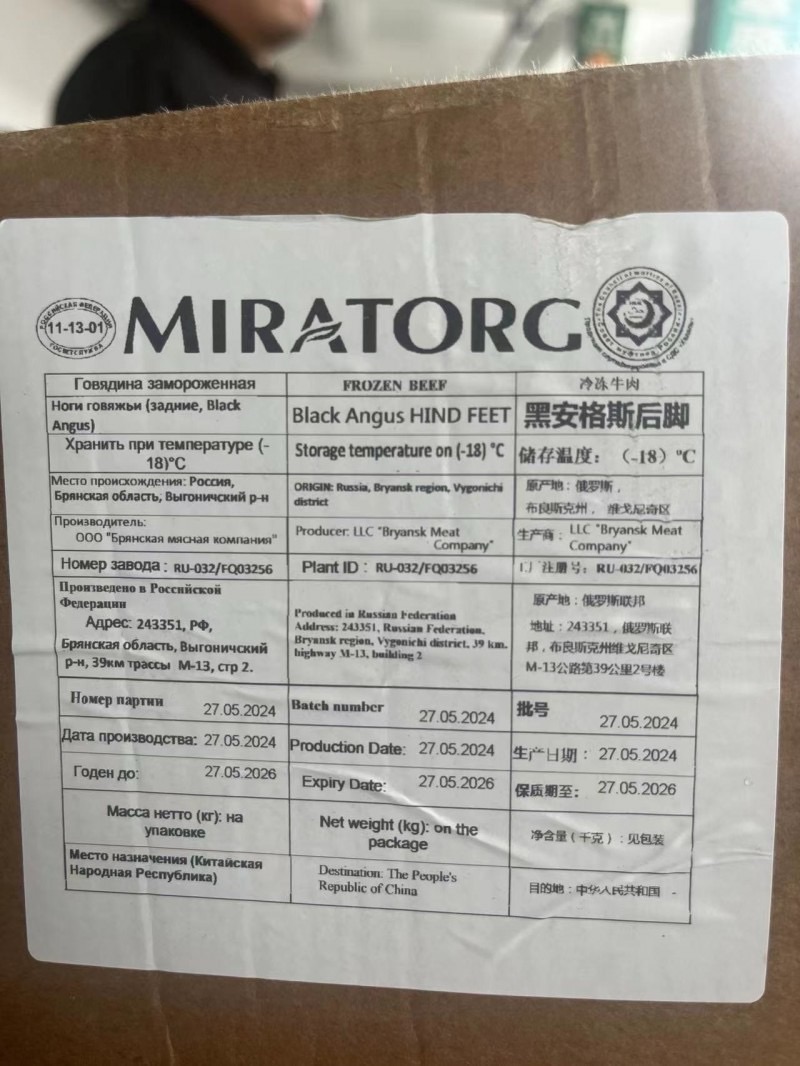 11-13-01
MIRATORG
Говядина замороженная
FROZEN BEEF
冷冻牛肉
Ноги говяжьи (задние, Black
Angus)
Black Angus HIND FEET
黑安格斯后脚
Хранить при температуре (-
18)°C
Storage temperature on (-18) °C
储存温度：（-18）℃
Место происхождения: Россия,
Брянская область, Выгоничский р-н
ORIGIN: Russia, Bryansk region, Vygonichi
district
原产地：俄罗斯，
布良斯克州， 维戈尼奇区
Производитель:
ООО "Брянская мясная компания"
Producer: LLC "Bryansk Meat
Company"
生产商：LLC "Bryansk Meat
Company"
Номер завода : RU-032/FQ03256
Plant ID : RU-032/FQ03256
注册号：RU-032/FQ03256
Произведено в Российской
Федерации
Адрес: 243351, РФ,
Брянская область, Выгоничский
р-н, 39км трассы М-13, стр 2.
Produced in Russian Federation
Address: 243351, Russian Federation,
Bryansk region, Vygonichi district, 39 km.
highway M-13, building 2
原产地：俄罗斯联邦
地址：243351，俄罗斯联
邦，布良斯克州维戈尼奇区
M-13公路第39公里2号楼
Номер партии 27.05.2024
Batch number 27.05.2024
批号 27.05.2024
Дата производства: 27.05.2024
Production Date: 27.05.2024
生产日期： 27.05.2024
Годен до: 27.05.2026
Expiry Date: 27.05.2026
保质期至： 27.05.2026
Масса нетто (кг): на
упаковке
Net weight (kg): on the
package
净含量（千克）：见包装
Место назначения (Китайская
Народная Республика)
Destination: The People's
Republic of China
目的地：中华人民共和国 -